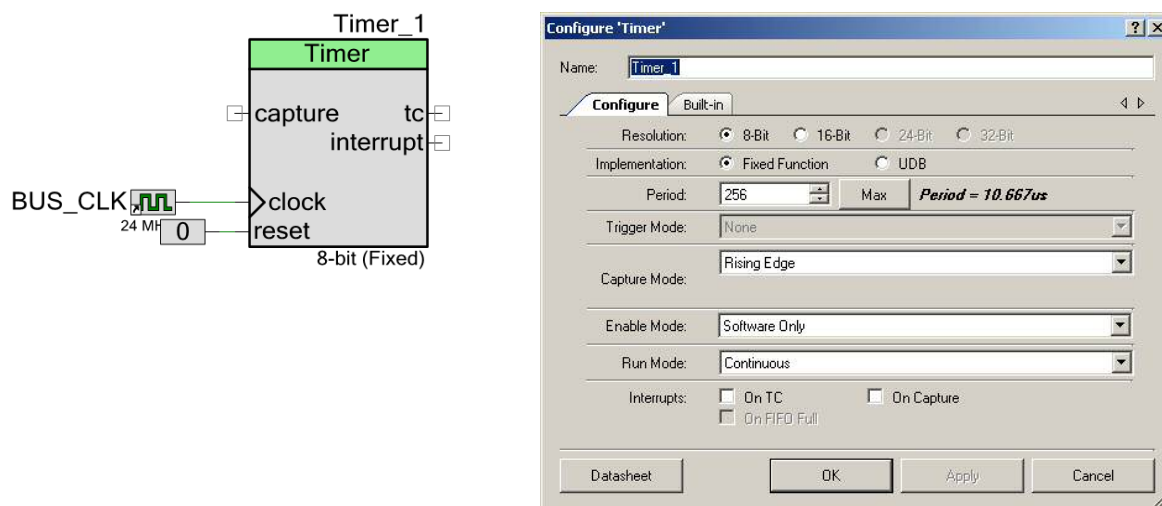 Timer_1
Timer
capture tc
interrupt
BUS_CLK clock
24 MH
0 reset
8-bit (Fixed)
Configure 'Timer'
Name: Timer_1
Configure Built-in
Resolution: 8-Bit 16-Bit 24-Bit 32-Bit
Implementation: Fixed Function UDB
Period: 256 Max Period = 10.667us
Trigger Mode: None
Capture Mode: Rising Edge
Enable Mode: Software Only
Run Mode: Continuous
Interrupts: On TC On Capture
On FIFO Full
Datasheet OK Apply Cancel